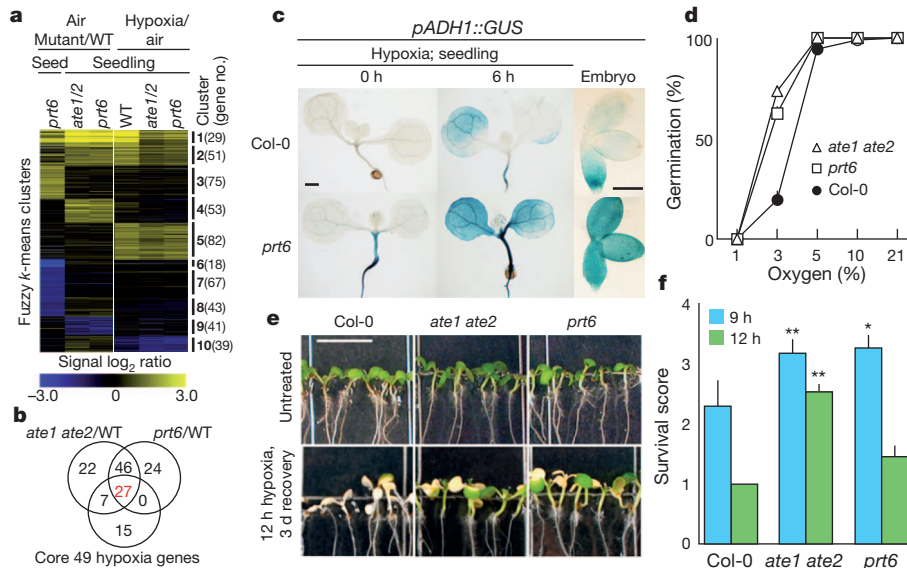 a
Air
Mutant/WT
Hypoxia/
air
Seed
Seedling
prt6
ate1/2
prt6
WT
ate1/2
prt6
Cluster
(gene no.)
Fuzzy k-means clusters
1(29)
2(51)
3(75)
4(53)
5(82)
6(18)
7(67)
8(43)
9(41)
10(39)
Signal log2 ratio
−3.0 0 3.0
b
ate1 ate2/WT prt6/WT
22 46 24
27
7 0
15
Core 49 hypoxia genes
c
pADH1::GUS
Hypoxia; seedling
0 h 6 h Embryo
Col-0
prt6
d
Germination (%)
100
50
0
ate1 ate2
prt6
Col-0
1 3 5 10 21
Oxygen (%)
e
Col-0 ate1 ate2 prt6
Untreated
12 h hypoxia,
3 d recovery
f
9 h
12 h
Survival score
4
3
2
1
0
** *
**
Col-0 ate1 ate2 prt6